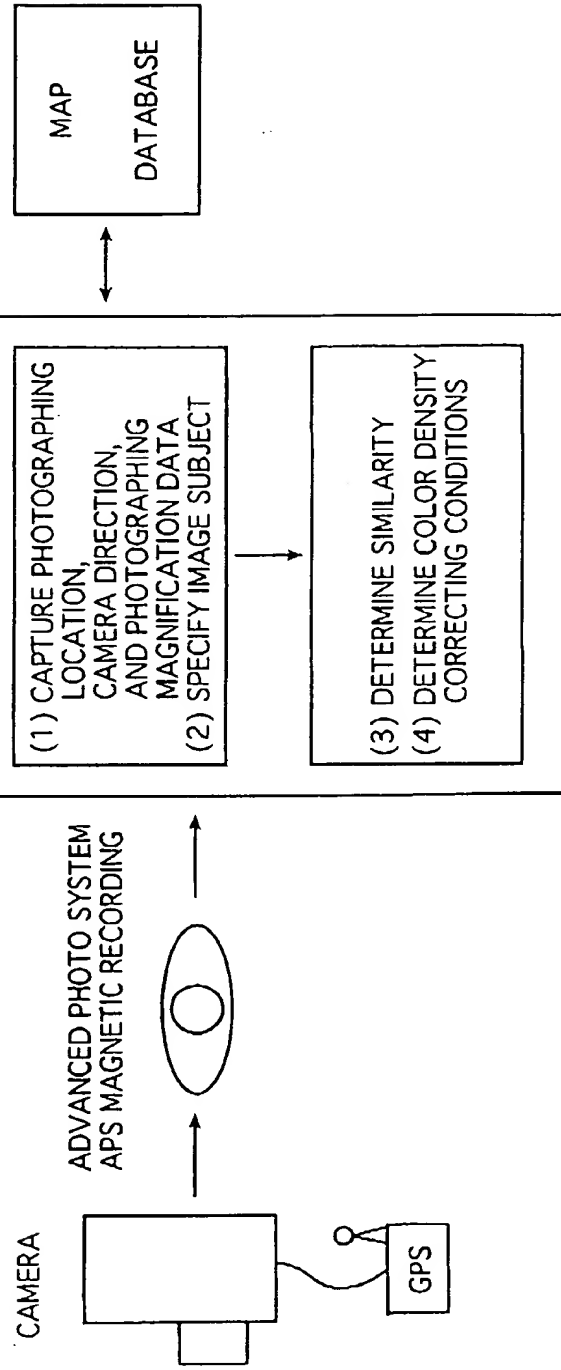 CAMERA
GPS
ADVANCED PHOTO SYSTEM
APS MAGNETIC RECORDING
(1) CAPTURE PHOTOGRAPHING
LOCATION,
CAMERA DIRECTION,
AND PHOTOGRAPHING
MAGNIFICATION DATA
(2) SPECIFY IMAGE SUBJECT
(3) DETERMINE SIMILARITY
(4) DETERMINE COLOR DENSITY
CORRECTING CONDITIONS
MAP
DATABASE